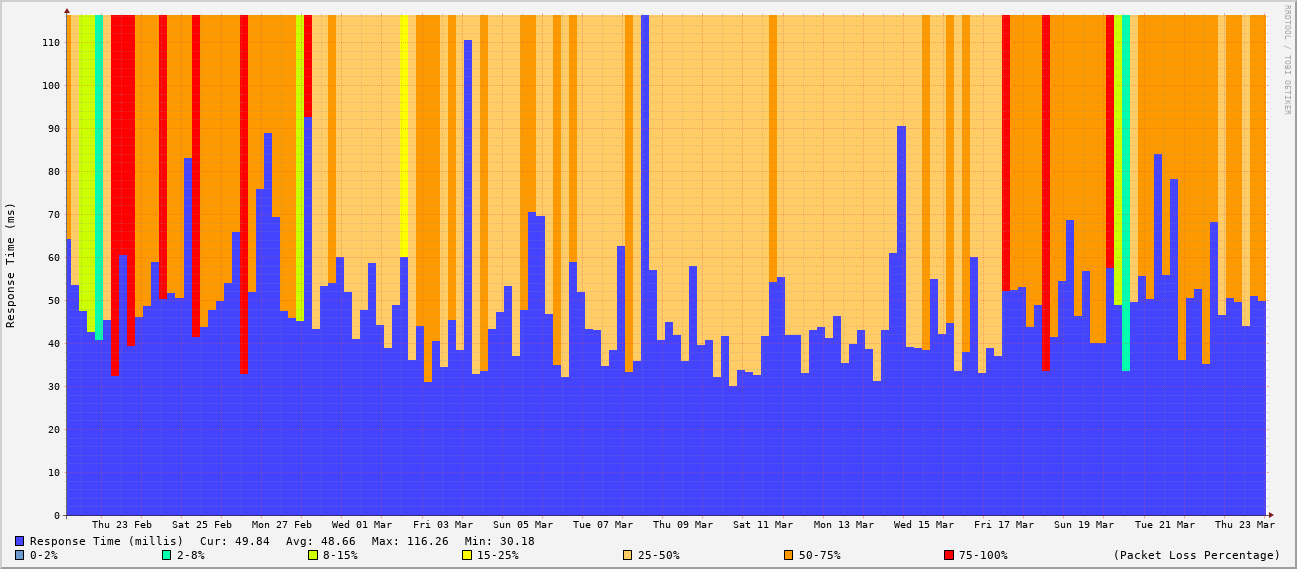 RRDTOOL / TOBI OETIKER
Response Time (ms)
110
100
90
80
70
60
50
40
30
20
10
0
Thu 23 Feb Sat 25 Feb Mon 27 Feb Wed 01 Mar Fri 03 Mar Sun 05 Mar Tue 07 Mar Thu 09 Mar Sat 11 Mar Mon 13 Mar Wed 15 Mar Fri 17 Mar Sun 19 Mar Tue 21 Mar Thu 23 Mar
Response Time (millis) Cur: 49.84 Avg: 48.66 Max: 116.26 Min: 30.18
0-2% 2-8% 8-15% 15-25% 25-50% 50-75% 75-100% (Packet Loss Percentage)